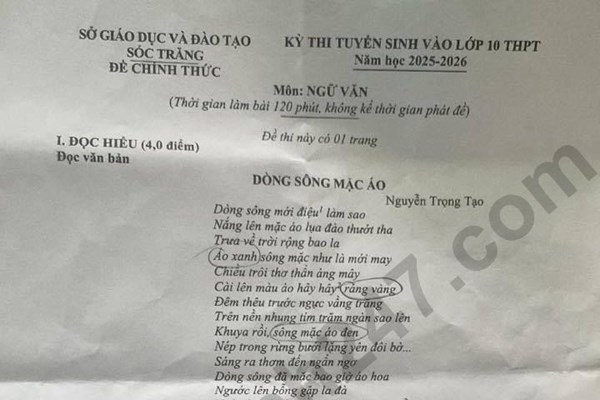 SỞ GIÁO DỤC VÀ ĐÀO TẠO
SÓC TRĂNG
ĐỀ CHÍNH THỨC
KỲ THI TUYỂN SINH VÀO LỚP 10 THPT
Năm học 2025-2026
Môn: NGỮ VĂN
(Thời gian làm bài 120 phút, không kể thời gian phát đề)
Đề thi này có 01 trang
I. ĐỌC HIỂU (4,0 điểm)
Đọc văn bản
DÒNG SÔNG MẶC ÁO
Nguyễn Trọng Tạo
Dòng sông mới điệu¹ làm sao
Nắng lên mặc áo lụa đào thướt tha
Trưa về trời rộng bao la
Áo xanh sông mặc như là mới may
Chiều trôi thơ thẩn áng mây
Cài lên màu áo hây hây² ráng vàng
Đêm thêu trước ngực vầng trăng
Trên nền nhung tím trăm ngàn sao lên
Khuya rồi, sông mặc áo đen
Nép trong rừng bưởi lặng yên đôi bờ...
Sáng ra thơm đến ngẩn ngơ
Dòng sông đã mặc bao giờ áo hoa
Ngước lên bỗng gặp la đà
247.com